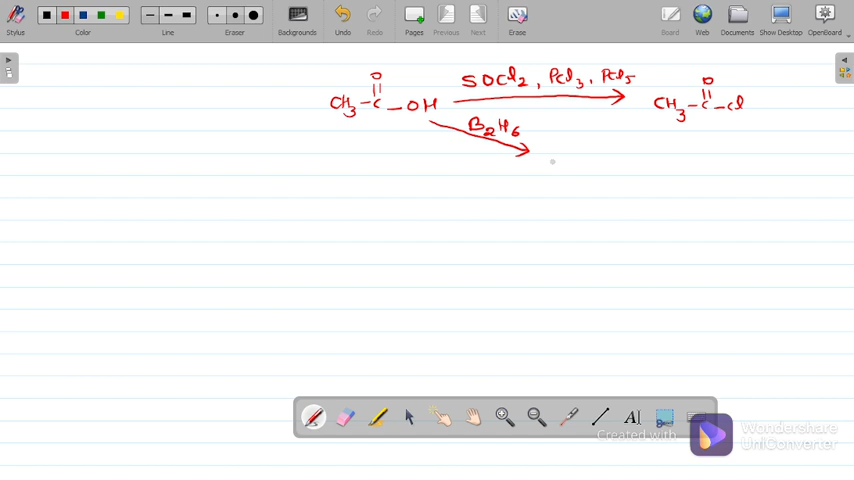 Stylus
Color
Line
Eraser
Backgrounds
Undo
Redo
Pages
Previous
Next
Erase
Board
Web
Documents
Show Desktop
OpenBoard
O
CH3 - C - OH
SOCl2, PCl3, PCl5
O
CH3 - C - Cl
B2H6
Created with
Wondershare
UniConverter